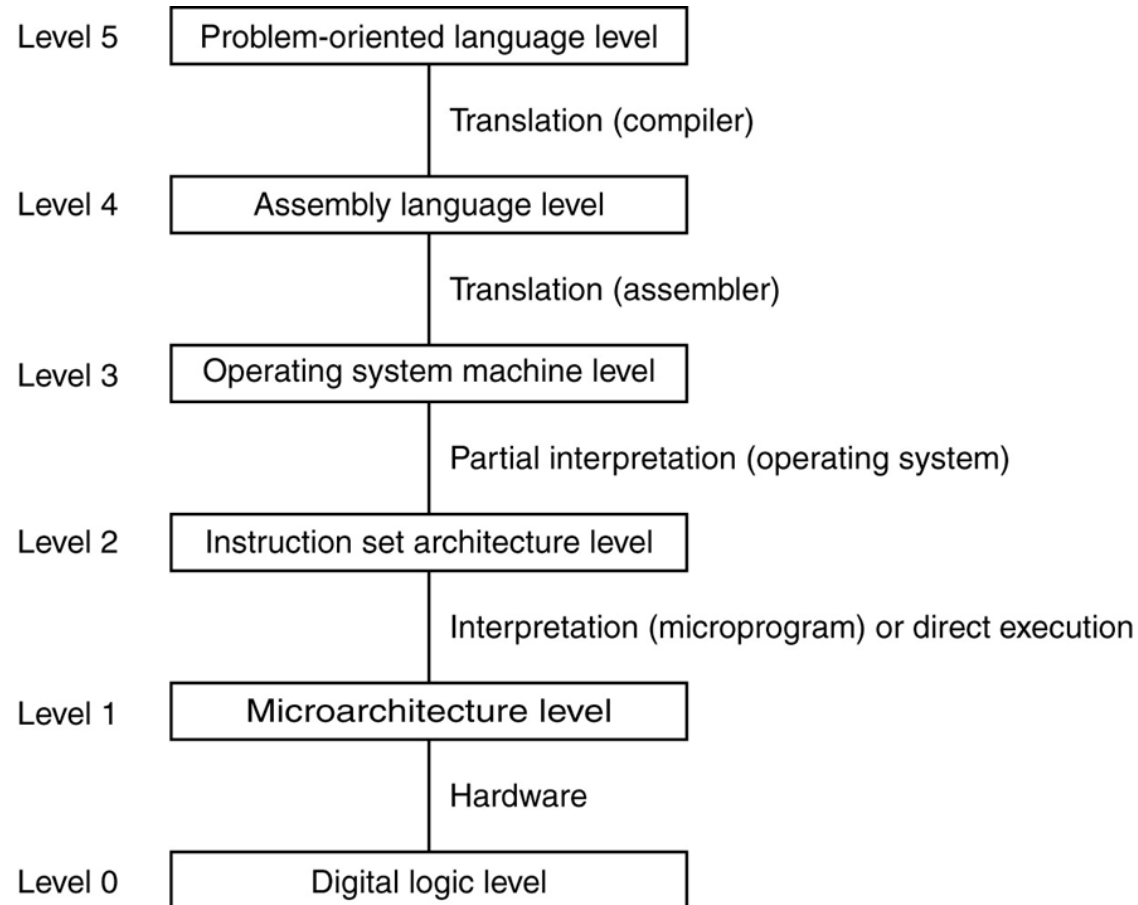 Level 5 Problem-oriented language level
Translation (compiler)
Level 4 Assembly language level
Translation (assembler)
Level 3 Operating system machine level
Partial interpretation (operating system)
Level 2 Instruction set architecture level
Interpretation (microprogram) or direct execution
Level 1 Microarchitecture level
Hardware
Level 0 Digital logic level